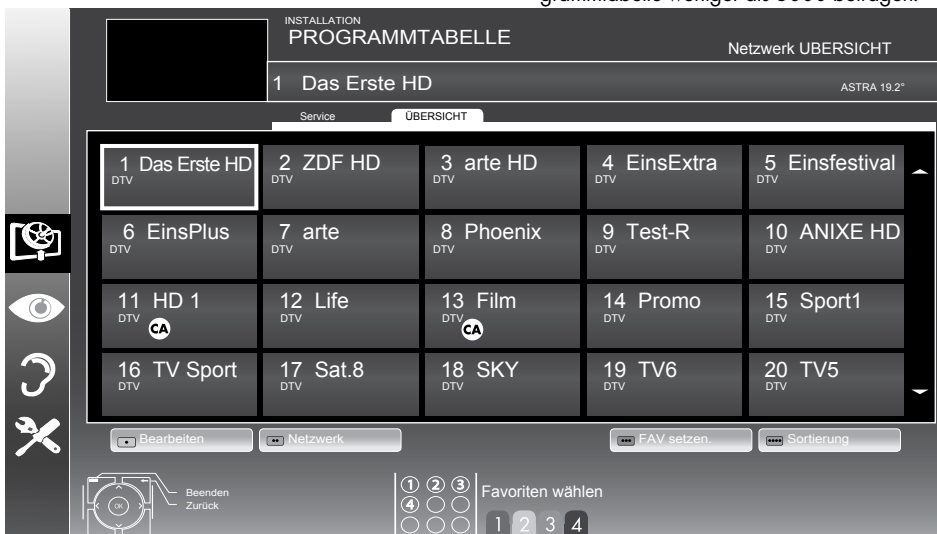 INSTALLATION
PROGRAMMTABELLE
Netzwerk UBERSICHT
1 Das Erste HD
ASTRA 19.2°
Service ÜBERSICHT
1 Das Erste HD
DTV
2 ZDF HD
DTV
3 arte HD
DTV
4 EinsExtra
DTV
5 Einsfestival
DTV
6 EinsPlus
DTV
7 arte
DTV
8 Phoenix
DTV
9 Test-R
DTV
10 ANIXE HD
DTV
11 HD 1
DTV
CA
12 Life
DTV
13 Film
DTV
CA
14 Promo
DTV
15 Sport1
DTV
16 TV Sport
DTV
17 Sat.8
DTV
18 SKY
DTV
19 TV6
DTV
20 TV5
DTV
Bearbeiten
Netzwerk
FAV setzen.
Sortierung
OK
Beenden
Zurück
1 2 3
4
Favoriten wählen
1 2 3 4